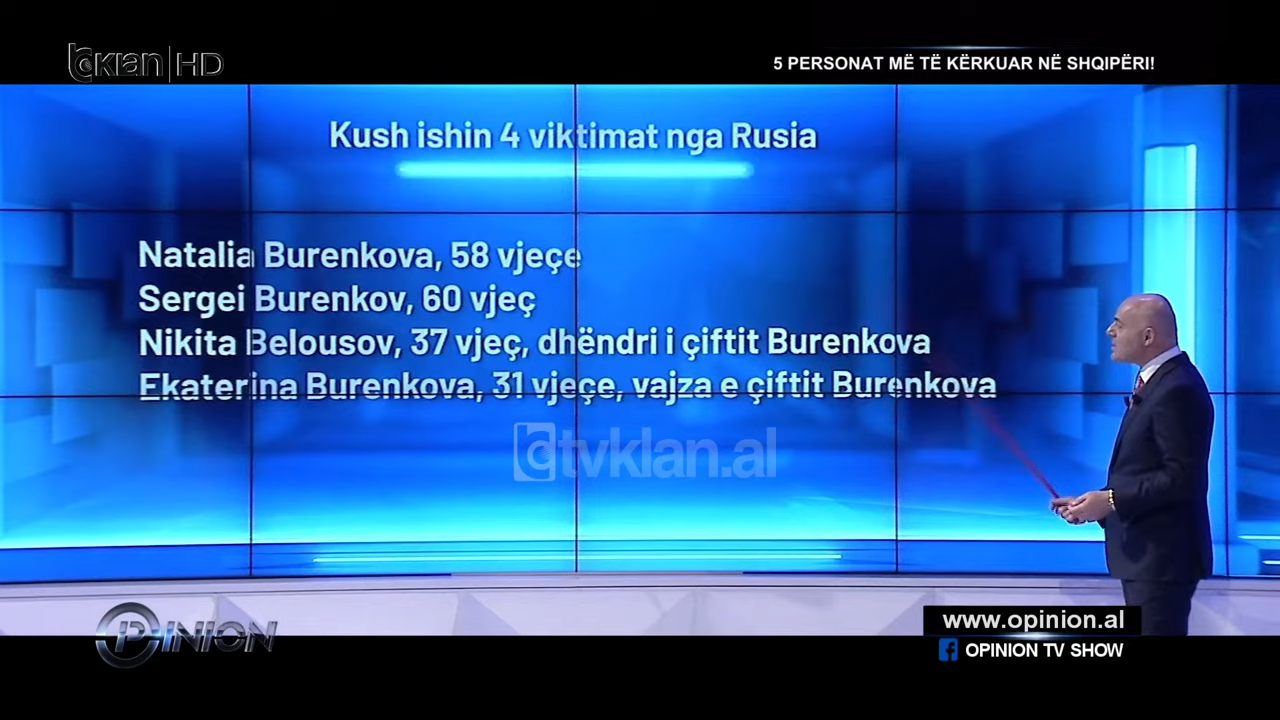 tvklan HD
5 PERSONAT MË TË KËRKUAR NË SHQIPËRI!
Kush ishin 4 viktimat nga Rusia
Natalia Burenkova, 58 vjeçe
Sergei Burenkov, 60 vjeç
Nikita Belousov, 37 vjeç, dhëndri i çiftit Burenkova
Ekaterina Burenkova, 31 vjeçe, vajza e çiftit Burenkova
tvklan.al
OPINION
www.opinion.al
OPINION TV SHOW